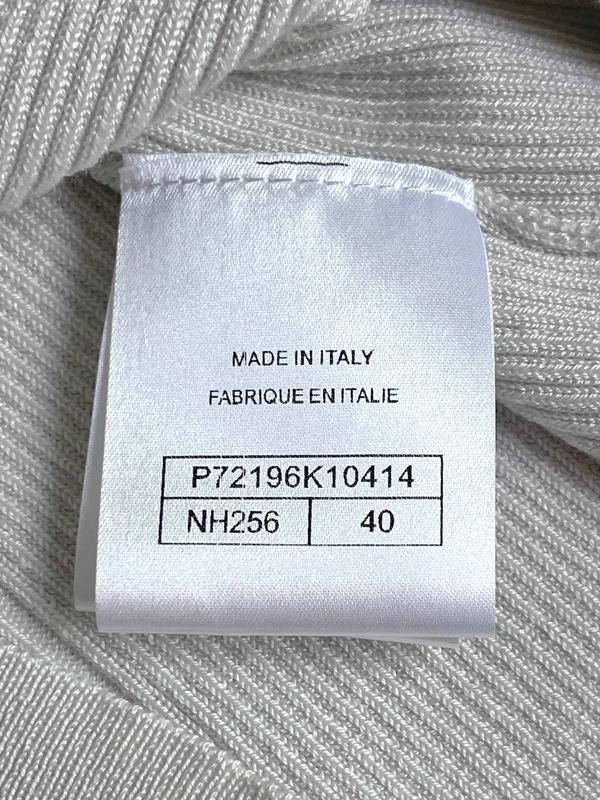 MADE IN ITALY
FABRIQUE EN ITALIE
P72196K10414
NH256 40